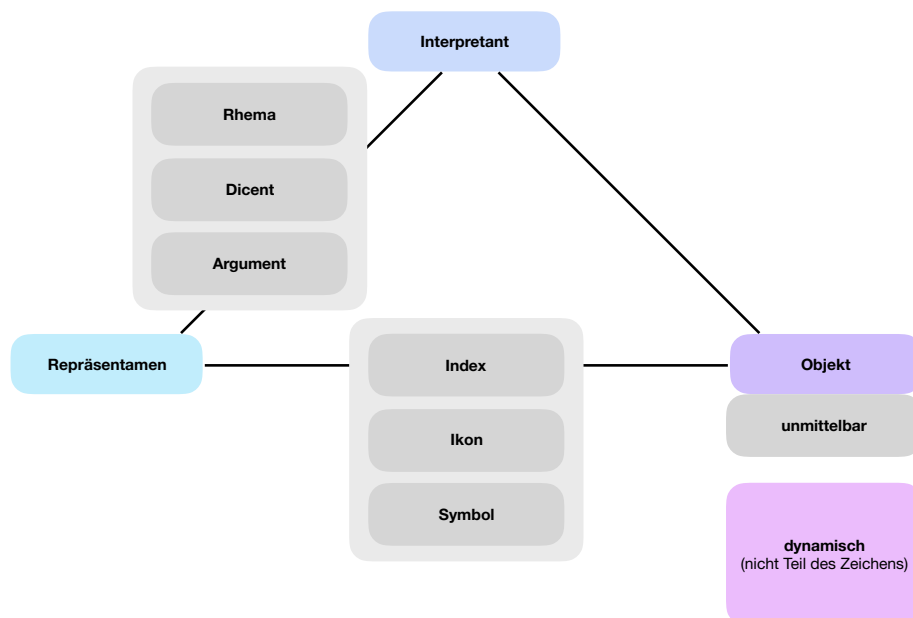 Interpretant
Rhema
Dicent
Argument
Repräsentamen
Index
Ikon
Symbol
Objekt
unmittelbar
dynamisch
(nicht Teil des Zeichens)